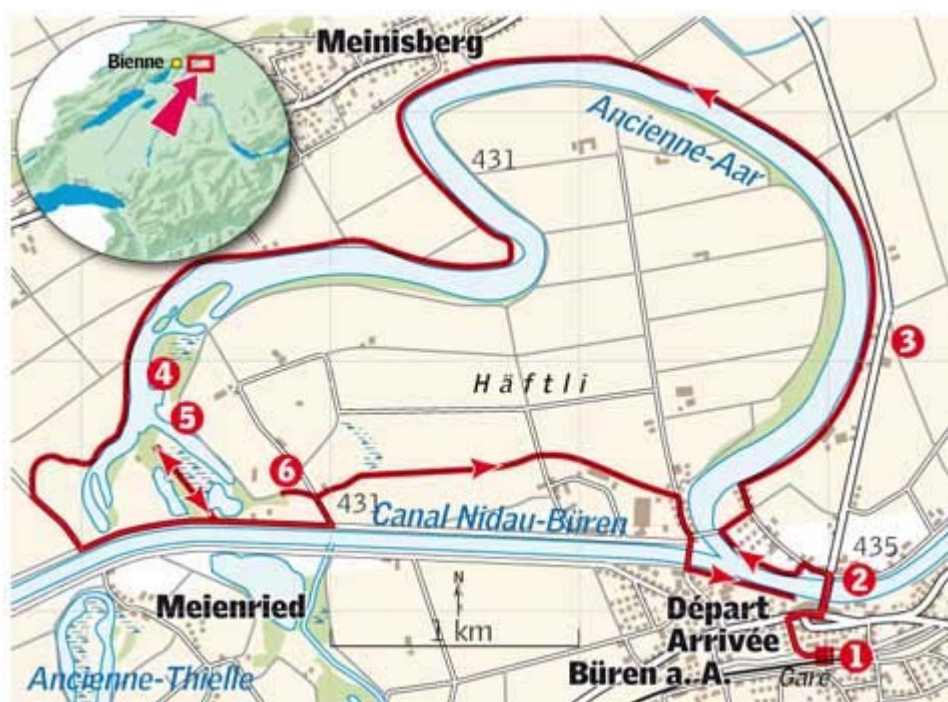 Bienne
Meinisberg
Ancienne-Aar
431
3
4
Häftli
5
6
431
Canal Nidau-Büren
435
2
N
Meienried
Départ
Arrivée
1 km
1
Büren a. A.
Gare
Ancienne-Thielle